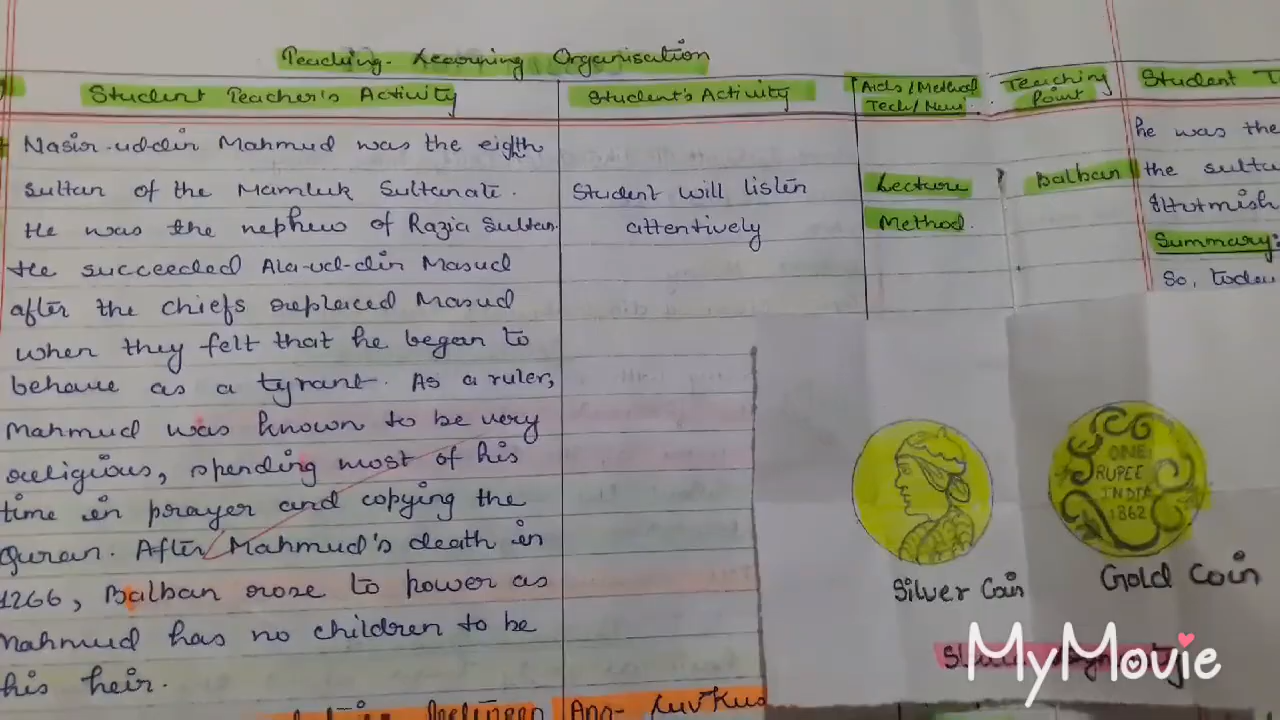 Teaching-Learning Organisation
Student Teacher's Activity
Student's Activity
Aids/Method
Tech/
Teaching
Point
Student T
Nasir-uddin Mahmud was the eighth
sultan of the Mamluk Sultanate.
He was the nephew of Razia Sultan.
He succeeded Ala-ud-din Masud
after the chiefs replaced Masud
when they felt that he began to
behave as a tyrant. As a ruler,
Mahmud was known to be very
religious, spending most of his
time in prayer and copying the
Quran. After Mahmud's death in
1266, Balban rose to power as
Mahmud has no children to be
his heir.
Student will listen
attentively
Lecture
Method.
Balban
he was the
the sulta
Iltutmish
Summary:
So, today
ONE
RUPEE
INDIA
1862
Silver Coin
Gold Coin
MyMovie
between
Ans-